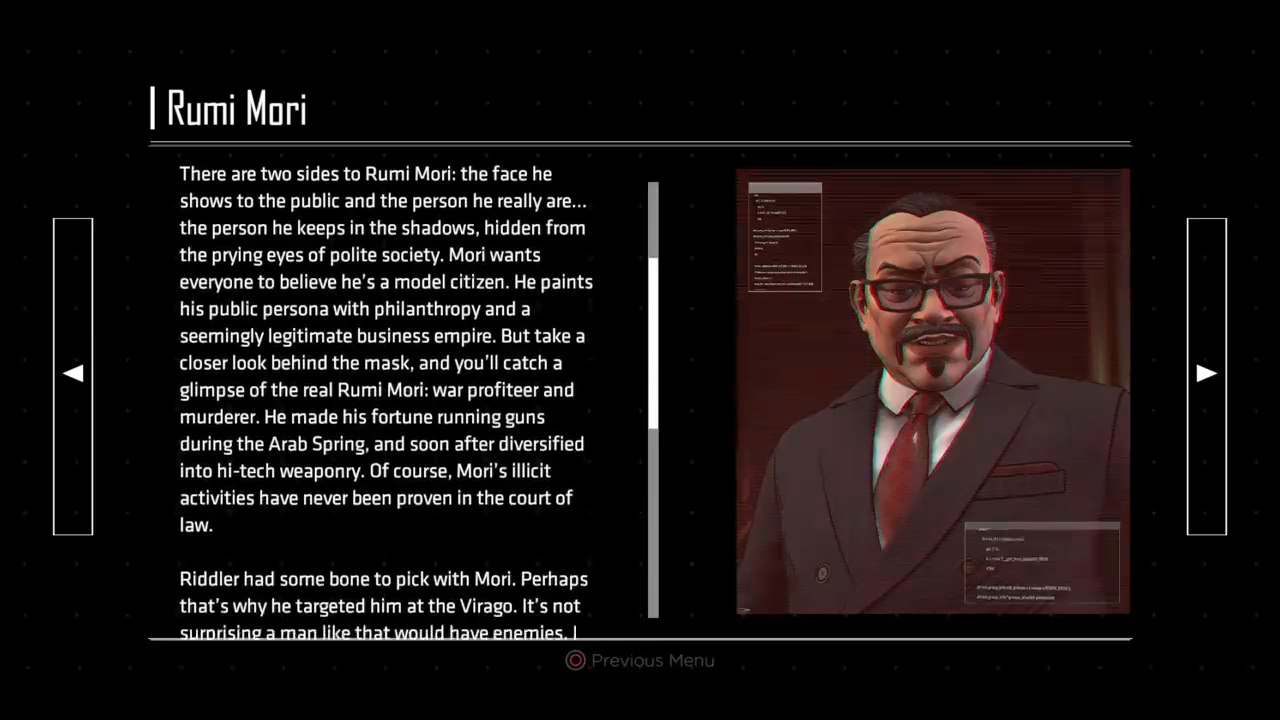 Rumi Mori
There are two sides to Rumi Mori: the face he
shows to the public and the person he really are...
the person he keeps in the shadows, hidden from
the prying eyes of polite society. Mori wants
everyone to believe he's a model citizen. He paints
his public persona with philanthropy and a
seemingly legitimate business empire. But take a
closer look behind the mask, and you'll catch a
glimpse of the real Rumi Mori: war profiteer and
murderer. He made his fortune running guns
during the Arab Spring, and soon after diversified
into hi-tech weaponry. Of course, Mori's illicit
activities have never been proven in the court of
law.
Riddler had some bone to pick with Mori. Perhaps
that's why he targeted him at the Virago. It's not
surprising a man like that would have enemies. I
Previous Menu